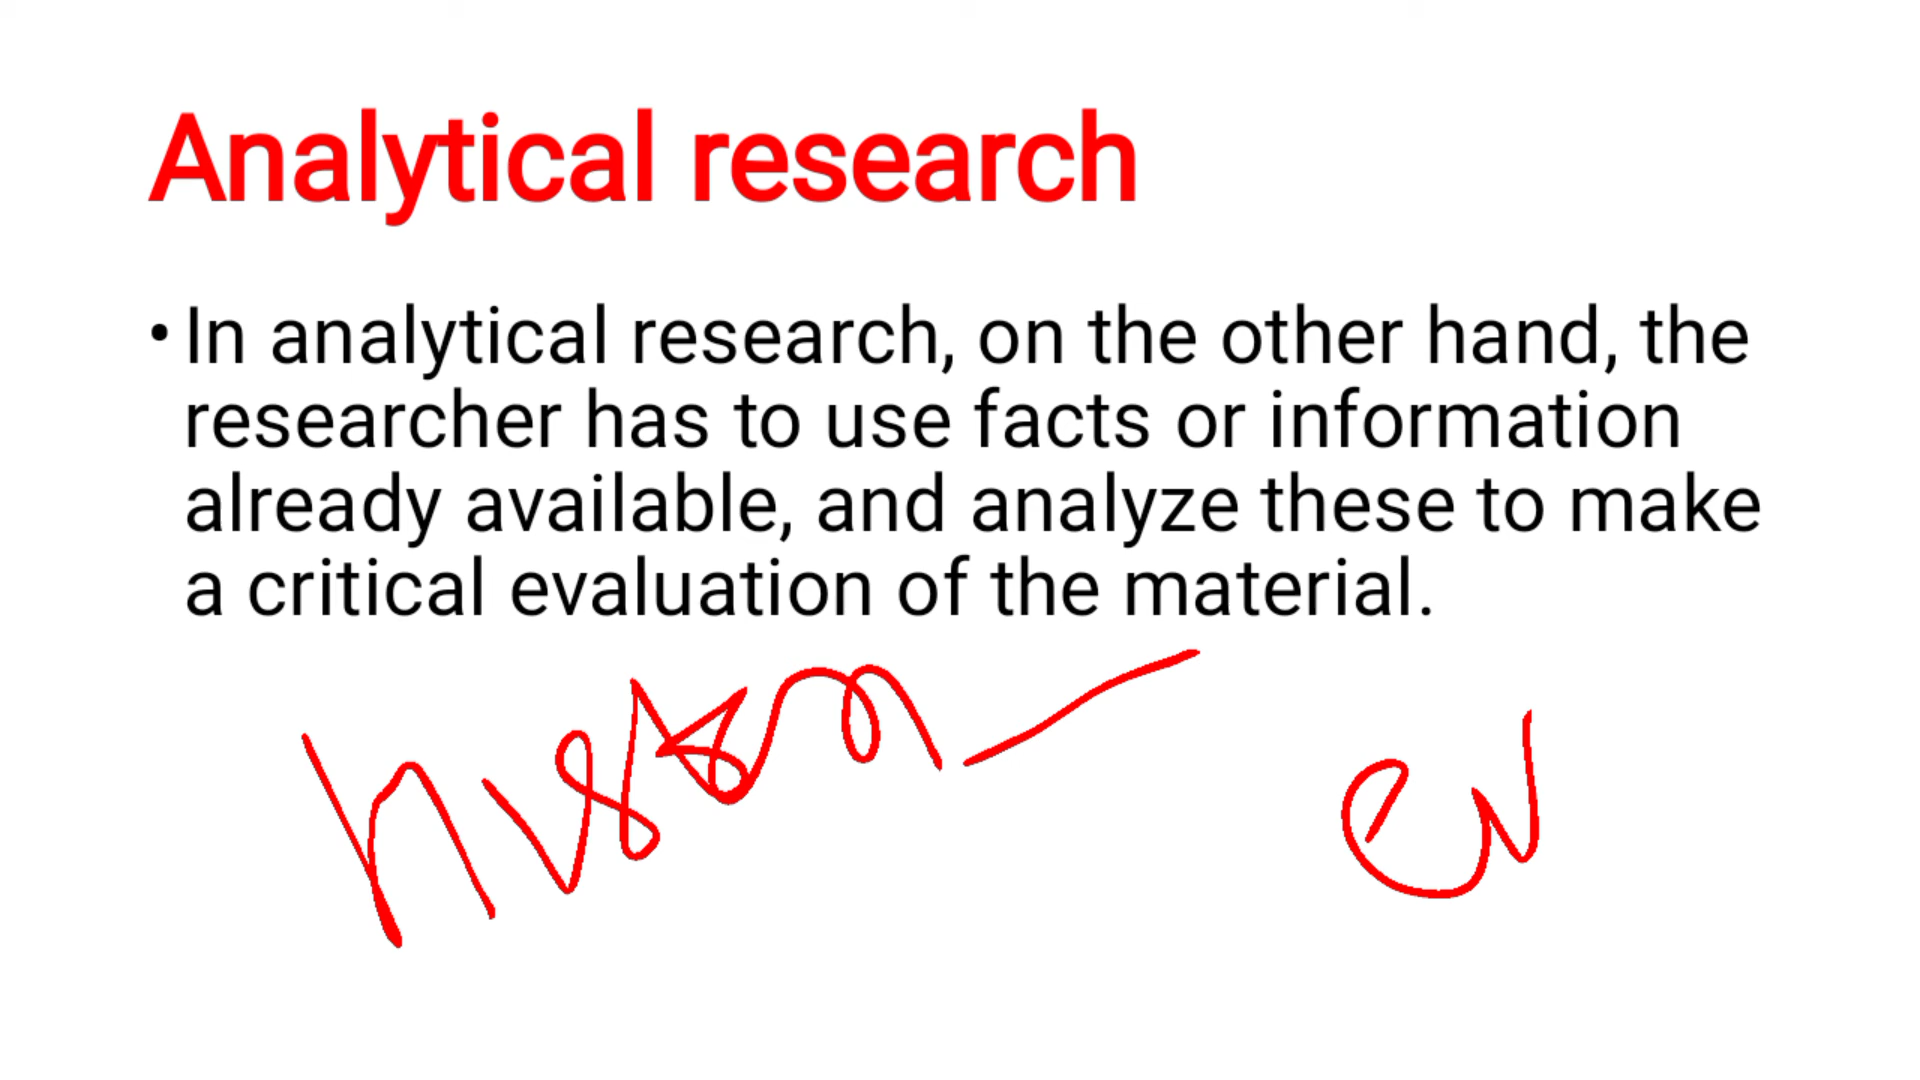 Analytical research
• In analytical research, on the other hand, the
researcher has to use facts or information
already available, and analyze these to make
a critical evaluation of the material.